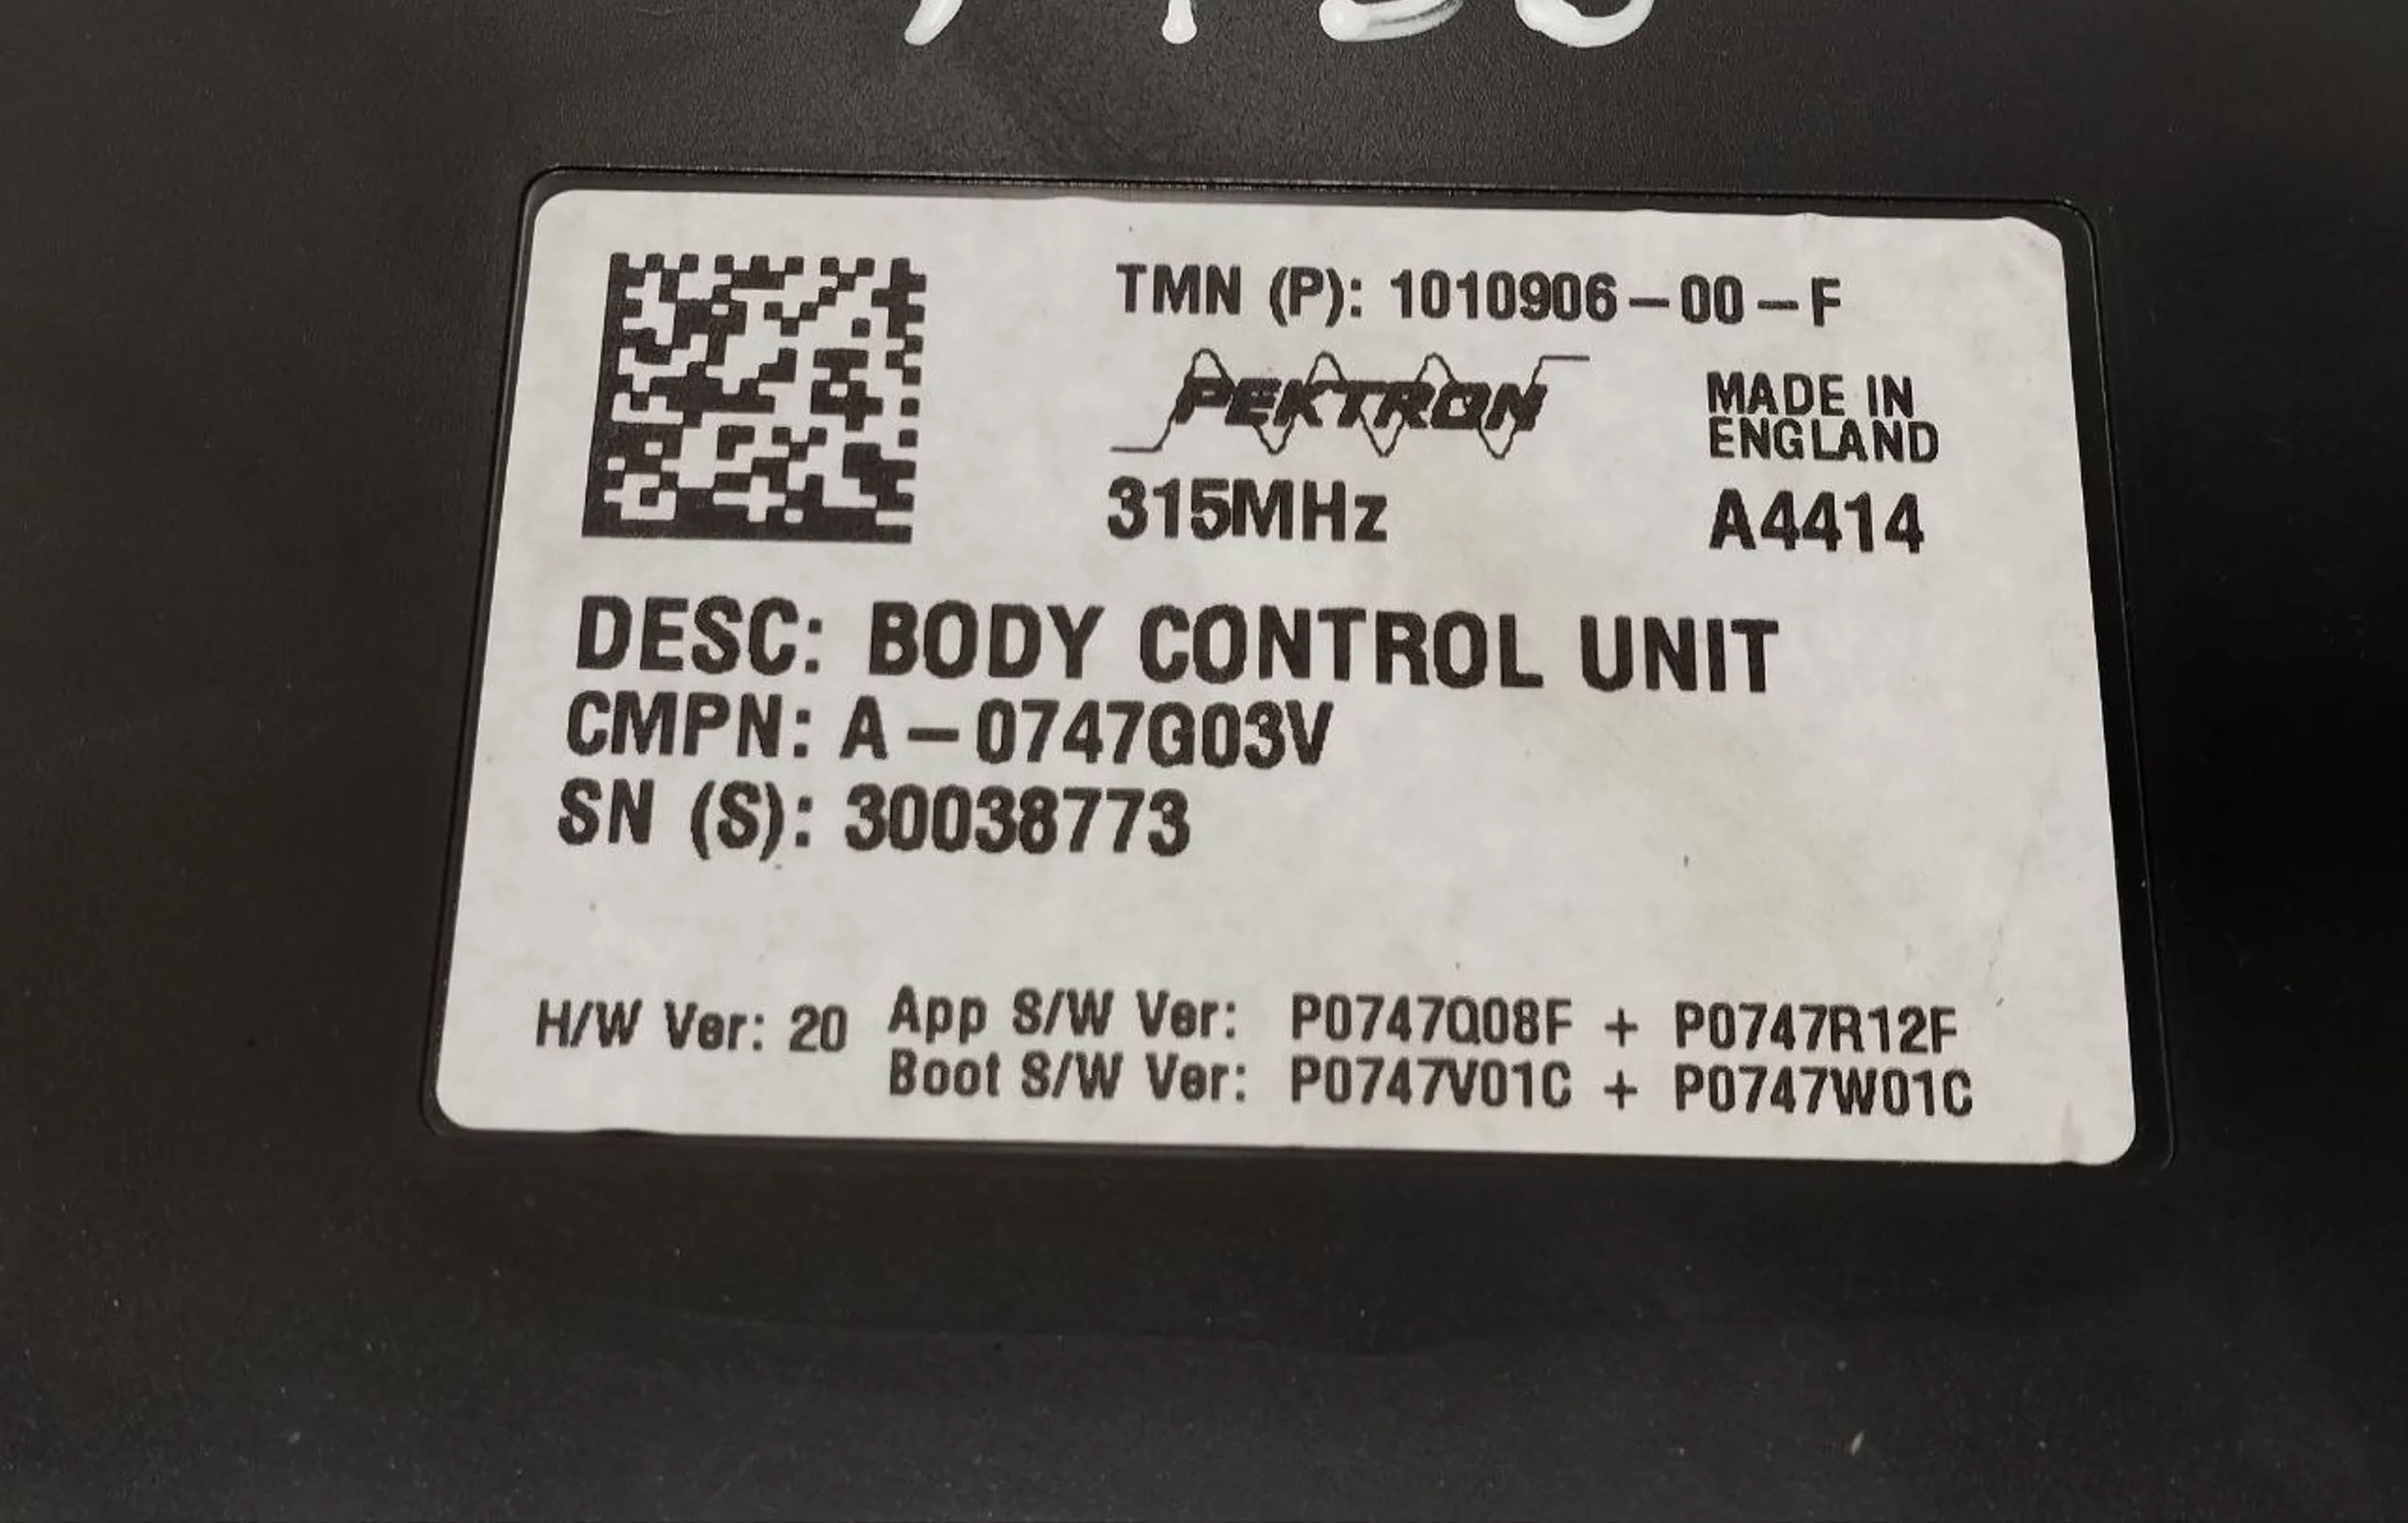 TMN (P): 1010906-00-F
PEKTRON
MADE IN
ENGLAND
315MHz
A4414
DESC: BODY CONTROL UNIT
CMPN: A-0747G03V
SN (S): 30038773
H/W Ver: 20
App S/W Ver: P0747Q08F + P0747R12F
Boot S/W Ver: P0747V01C + P0747W01C